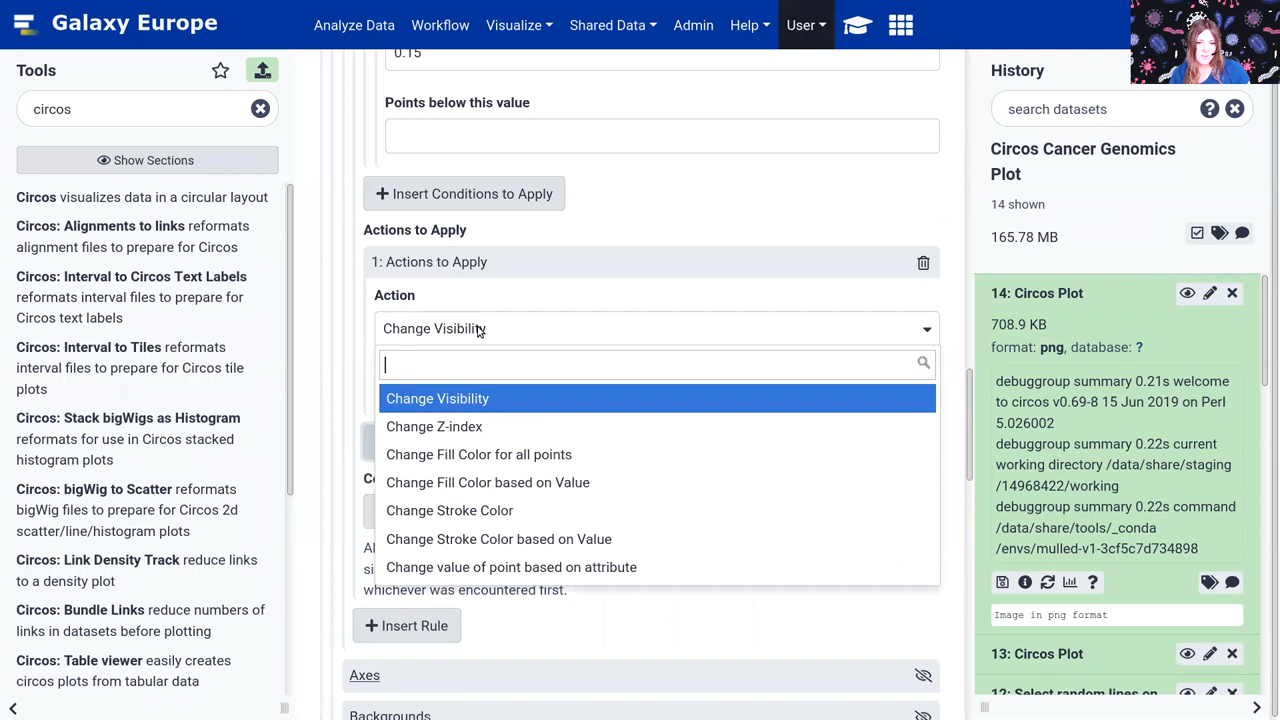 Galaxy Europe
Analyze Data Workflow Visualize Shared Data Admin Help User
Tools
circos
Show Sections
Circos visualizes data in a circular layout
Circos: Alignments to links reformats
alignment files to prepare for Circos
Circos: Interval to Circos Text Labels
reformats interval files to prepare for
Circos text labels
Circos: Interval to Tiles reformats
interval files to prepare for Circos tile
plots
Circos: Stack bigWigs as Histogram
reformats for use in Circos stacked
histogram plots
Circos: bigWig to Scatter reformats
bigWig files to prepare for Circos 2d
scatter/line/histogram plots
Circos: Link Density Track reduce links
to a density plot
Circos: Bundle Links reduce numbers of
links in datasets before plotting
Circos: Table viewer easily creates
circos plots from tabular data
0.15
Points below this value
Insert Conditions to Apply
Actions to Apply
1: Actions to Apply
Action
Change Visibility
Change Visibility
Change Z-index
Change Fill Color for all points
Change Fill Color based on Value
Change Stroke Color
Change Stroke Color based on Value
Change value of point based on attribute
whichever was encountered first.
Insert Rule
Axes
Backgrounds
History
search datasets
Circos Cancer Genomics
Plot
14 shown
165.78 MB
14: Circos Plot
708.9 KB
format: png, database: ?
debuggroup summary 0.21s welcome
to circos v0.69-8 15 Jun 2019 on Perl
5.026002
debuggroup summary 0.22s current
working directory /data/share/staging
/14968422/working
debuggroup summary 0.22s command
/data/share/tools/_conda
/envs/mulled-v1-3cf5c7d734898
Image in png format
13: Circos Plot
12: Select random lines on